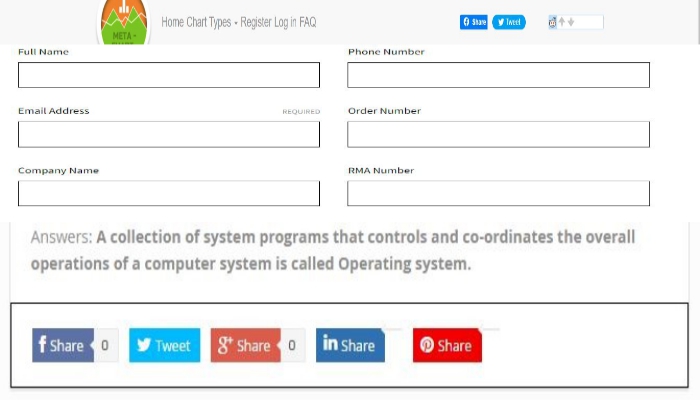 META -
Home Chart Types Register Log in FAQ
Share
Tweet
Full Name
Phone Number
Email Address
REQUIRED
Order Number
Company Name
RMA Number
Answers: A collection of system programs that controls and co-ordinates the overall
operations of a computer system is called Operating system.
f Share 0
Tweet
g+ Share 0
in Share
Share